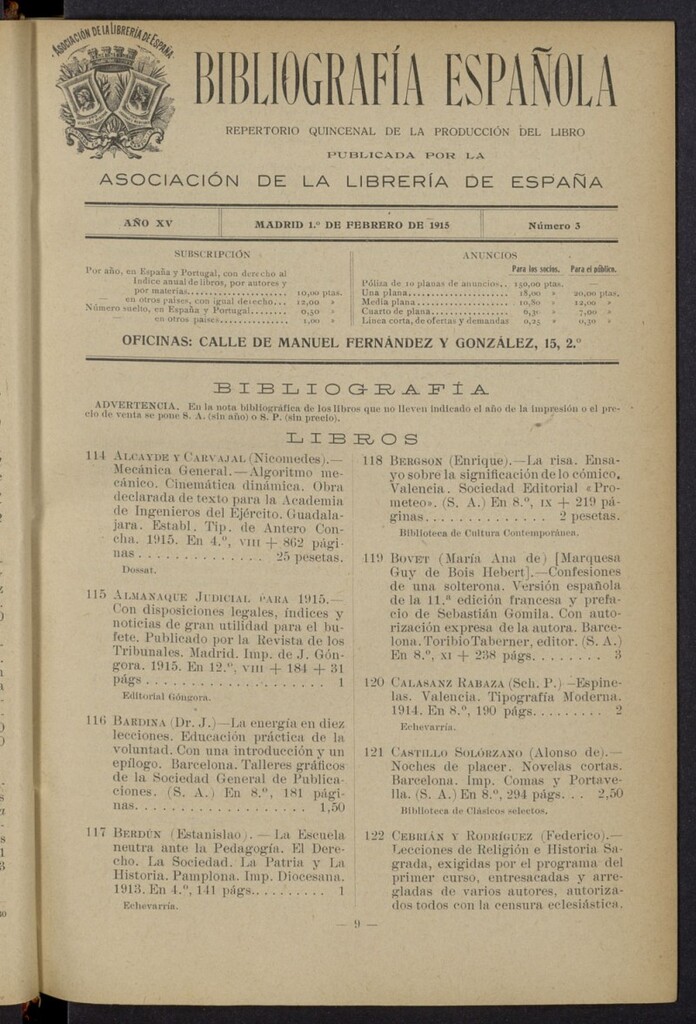 ASOCIACIÓN DE LA LIBRERÍA DE ESPAÑA
BIBLIOGRAFÍA ESPAÑOLA
REPERTORIO QUINCENAL DE LA PRODUCCIÓN DEL LIBRO
PUBLICADA POR LA
ASOCIACIÓN DE LA LIBRERÍA DE ESPAÑA
AÑO XV MADRID 1.º DE FEBRERO DE 1915 Número 3
SUBSCRIPCIÓN
Por año, en España y Portugal, con derecho al
Índice anual de libros, por autores y
por materias........ 10,00 ptas.
— en otros países, con igual derecho... 12,00 »
Número suelto, en España y Portugal....... 0,50 »
— en otros países............. 1,00 »
ANUNCIOS
Para los socios. Para el público.
Póliza de 10 planas de anuncios.. 150,00 ptas. —
Una plana........ 18,00 » 20,00 ptas.
Media plana........ 10,80 » 12,00 »
Cuarto de plana........ 6,30 » 7,00 »
Línea corta, de ofertas y demandas 0,25 » 0,30 »
OFICINAS: CALLE DE MANUEL FERNÁNDEZ Y GONZÁLEZ, 15, 2.º
BIBLIOGRAFÍA
ADVERTENCIA. En la nota bibliográfica de los libros que no lleven indicado el año de la impresión o el pre-
cio de venta se pone S. A. (sin año) o S. P. (sin precio).
LIBROS
114 ALCAYDE Y CARVAJAL (Nicomedes).—
Mecánica General.—Algoritmo me-
cánico. Cinemática dinámica. Obra
declarada de texto para la Academia
de Ingenieros del Ejército. Guadala-
jara. Establ. Tip. de Antero Con-
cha. 1915. En 4.º, VIII + 862 pági-
nas . . . . . . . . . . . . . . 25 pesetas.
Dossat.
115 ALMANAQUE JUDICIAL PARA 1915.—
Con disposiciones legales, índices y
noticias de gran utilidad para el bu-
fete. Publicado por la Revista de los
Tribunales. Madrid. Imp. de J. Gón-
gora. 1915. En 12.º, VIII + 184 + 31
págs . . . . . . . . . . . . . . . . . . . 1
Editorial Góngora.
116 BARDINA (Dr. J.)—La energía en diez
lecciones. Educación práctica de la
voluntad. Con una introducción y un
epílogo. Barcelona. Talleres gráficos
de la Sociedad General de Publica-
ciones. (S. A.) En 8.º, 181 pági-
nas. . . . . . . . . . . . . . . . . 1,50
117 BERDÚN (Estanislao). — La Escuela
neutra ante la Pedagogía. El Dere-
cho. La Sociedad. La Patria y La
Historia. Pamplona. Imp. Diocesana.
1913. En 4.º, 141 págs.. . . . . . . . . 1
Echevarría.
118 BERGSON (Enrique).—La risa. Ensa-
yo sobre la significación de lo cómico.
Valencia. Sociedad Editorial «Pro-
meteo». (S. A.) En 8.º, IX + 219 pá-
ginas. . . . . . . . . . . . . . . 2 pesetas.
Biblioteca de Cultura Contemporánea.
119 BOVET (María Ana de) [Marquesa
Guy de Bois Hebert].—Confesiones
de una solterona. Versión española
de la 11.ª edición francesa y prefa-
cio de Sebastián Gomila. Con auto-
rización expresa de la autora. Barce-
lona. Toribio Taberner, editor. (S. A.)
En 8.º, XI + 238 págs. . . . . . . . . 3
120 CALASANZ RABAZA (Sch. P.)—Espine-
las. Valencia. Tipografía Moderna.
1914. En 8.º, 190 págs. . . . . . . . . 2
Echevarría.
121 CASTILLO SOLÓRZANO (Alonso de).—
Noches de placer. Novelas cortas.
Barcelona. Imp. Comas y Portave-
lla. (S. A.) En 8.º, 294 págs. . . 2,50
Biblioteca de Clásicos selectos.
122 CEBRIÁN Y RODRÍGUEZ (Federico).—
Lecciones de Religión e Historia Sa-
grada, exigidas por el programa del
primer curso, entresacadas y arre-
gladas de varios autores, autoriza-
dos todos con la censura eclesiástica.
— 9 —